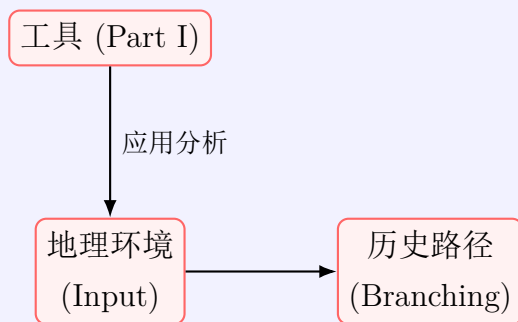 工具 (Part I)
应用分析
地理环境
(Input)
历史路径
(Branching)